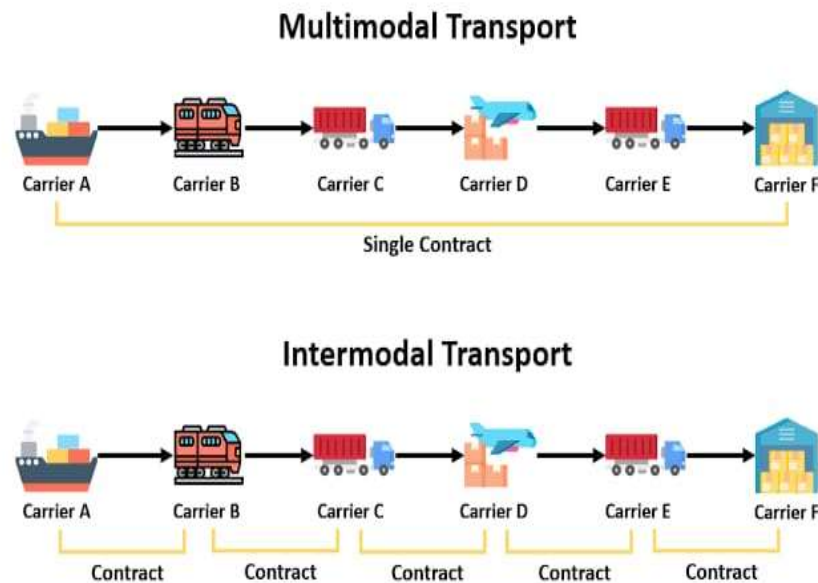 Multimodal Transport
Carrier A Carrier B Carrier C Carrier D Carrier E Carrier F
Single Contract
Intermodal Transport
Carrier A Carrier B Carrier C Carrier D Carrier E Carrier F
Contract Contract Contract Contract Contract